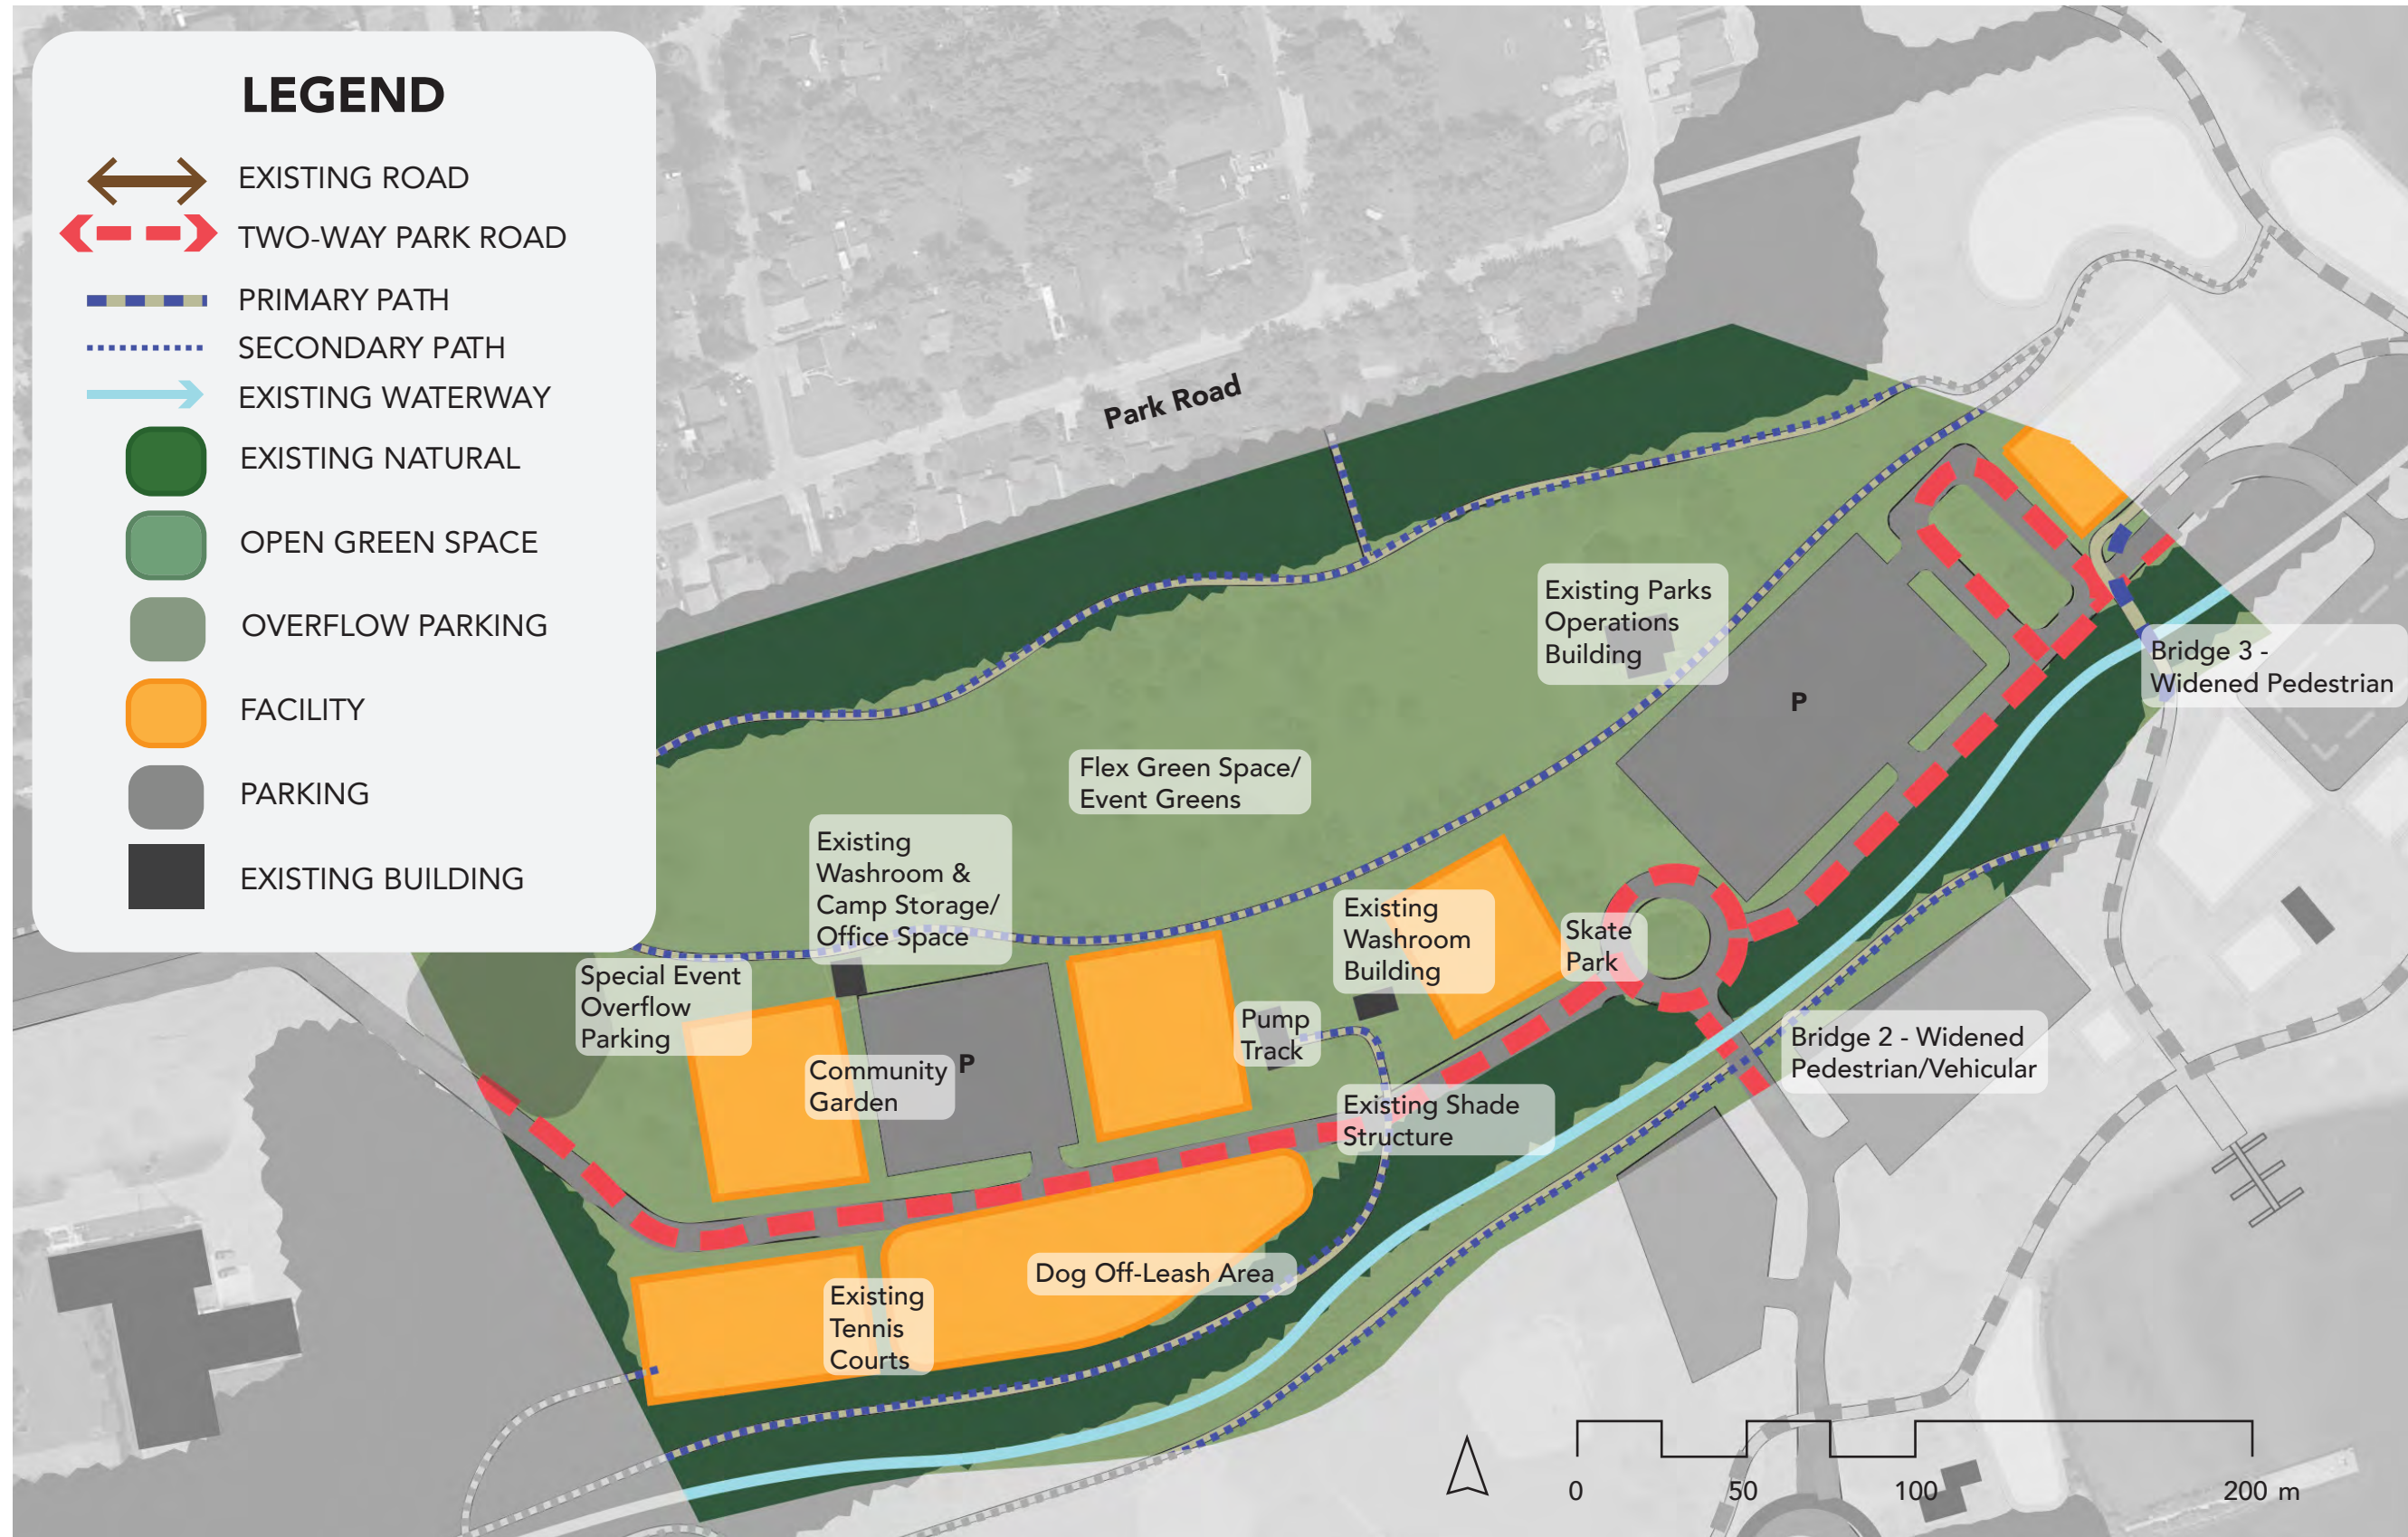 LEGEND
EXISTING ROAD
TWO-WAY PARK ROAD
PRIMARY PATH
SECONDARY PATH
EXISTING WATERWAY
EXISTING NATURAL
OPEN GREEN SPACE
OVERFLOW PARKING
FACILITY
PARKING
EXISTING BUILDING
Park Road
Existing Parks
Operations
Building
P
Bridge 3 -
Widened Pedestrian
Flex Green Space/
Event Greens
Existing
Washroom &
Camp Storage/
Office Space
Existing
Washroom
Building
Skate
Park
Special Event
Overflow
Parking
Pump
Track
Community
Garden
P
Bridge 2 - Widened
Pedestrian/Vehicular
Existing Shade
Structure
Dog Off-Leash Area
Existing
Tennis
Courts
0 50 100 200 m